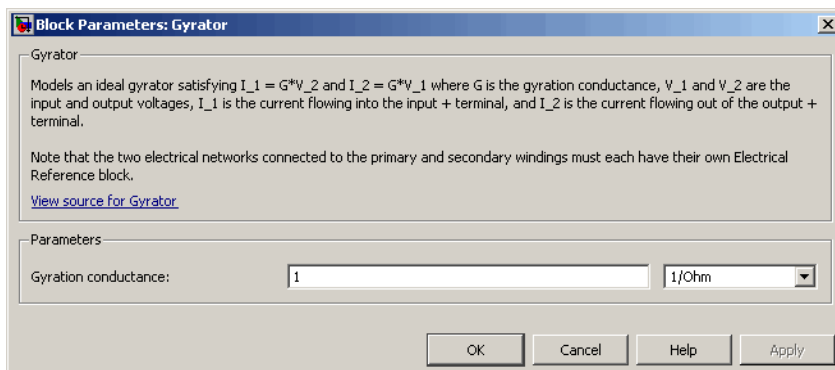 Block Parameters: Gyrator
Gyrator
Models an ideal gyrator satisfying I_1 = G*V_2 and I_2 = G*V_1 where G is the gyration conductance, V_1 and V_2 are the
input and output voltages, I_1 is the current flowing into the input + terminal, and I_2 is the current flowing out of the output +
terminal.
Note that the two electrical networks connected to the primary and secondary windings must each have their own Electrical
Reference block.
View source for Gyrator
Parameters
Gyration conductance: 1 1/Ohm
OK Cancel Help Apply